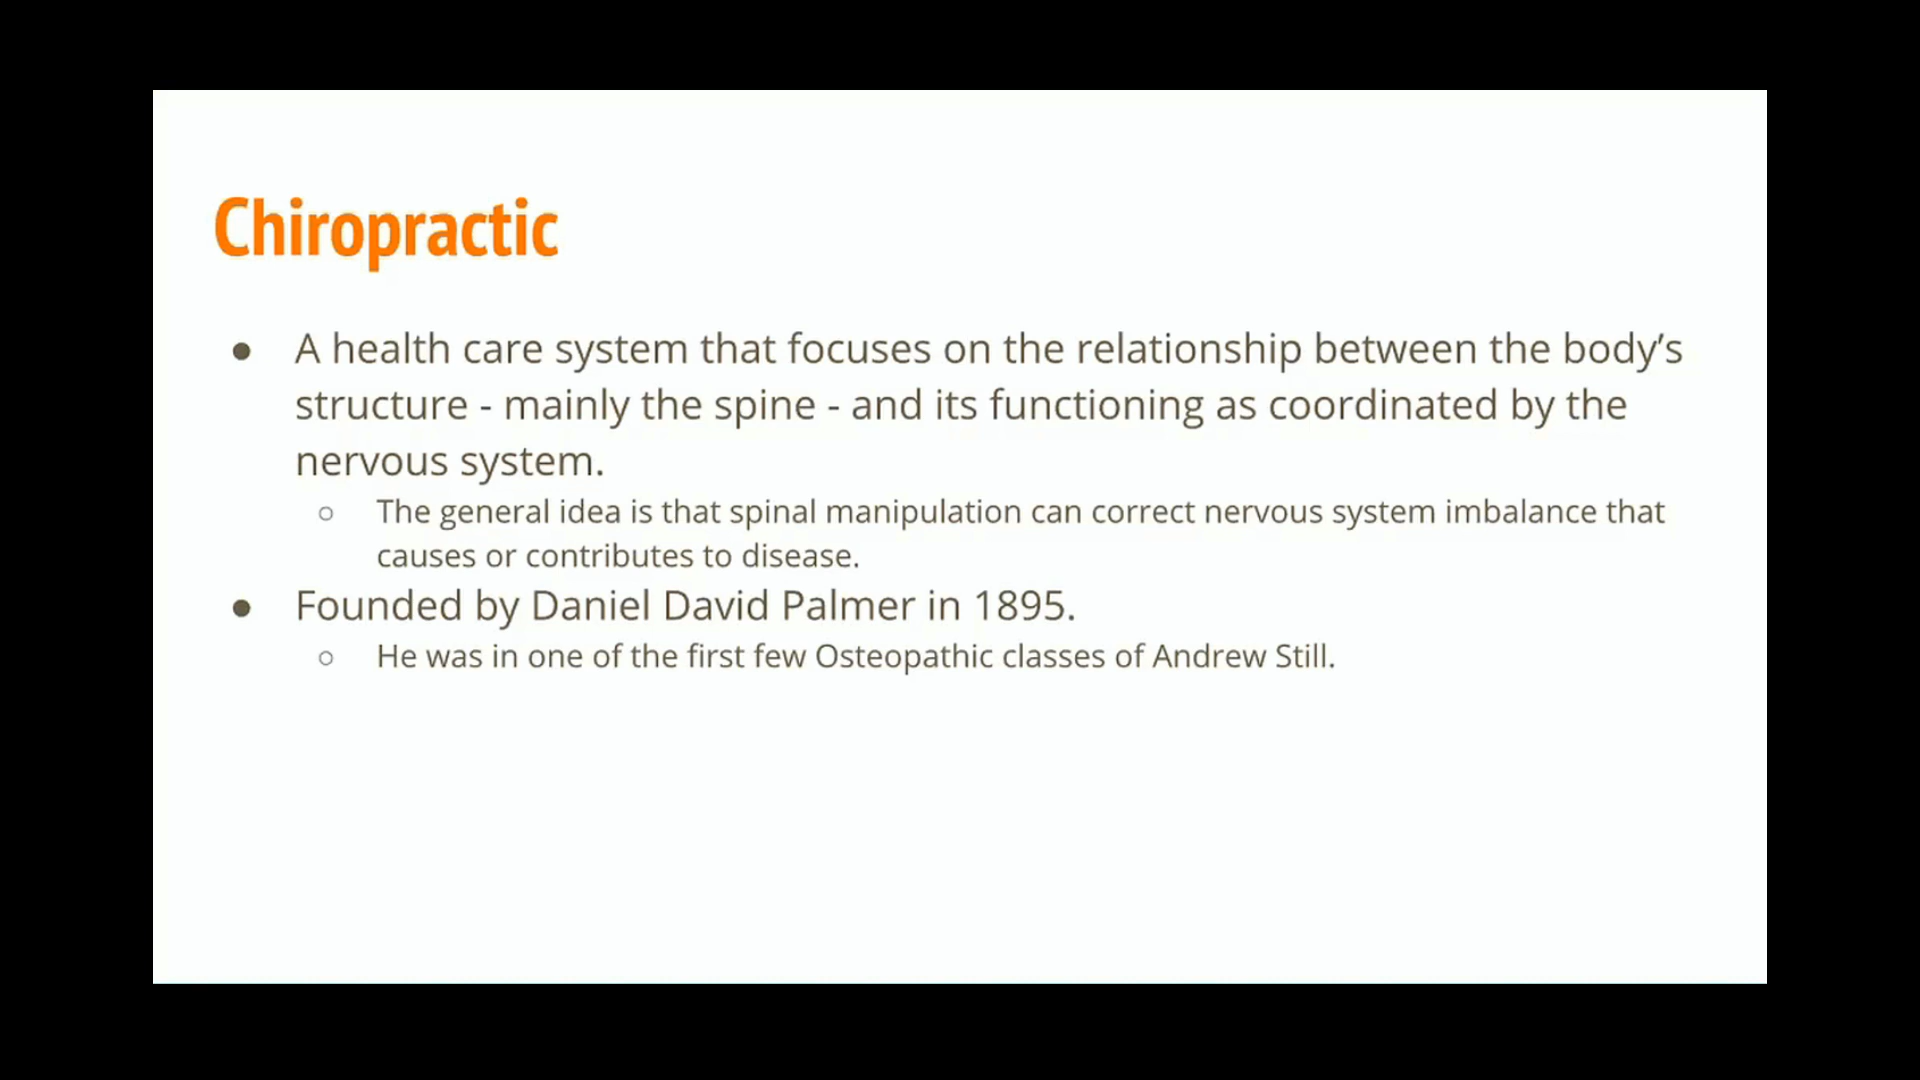 Chiropractic
● A health care system that focuses on the relationship between the body’s
structure - mainly the spine - and its functioning as coordinated by the
nervous system.
○ The general idea is that spinal manipulation can correct nervous system imbalance that
causes or contributes to disease.
● Founded by Daniel David Palmer in 1895.
○ He was in one of the first few Osteopathic classes of Andrew Still.